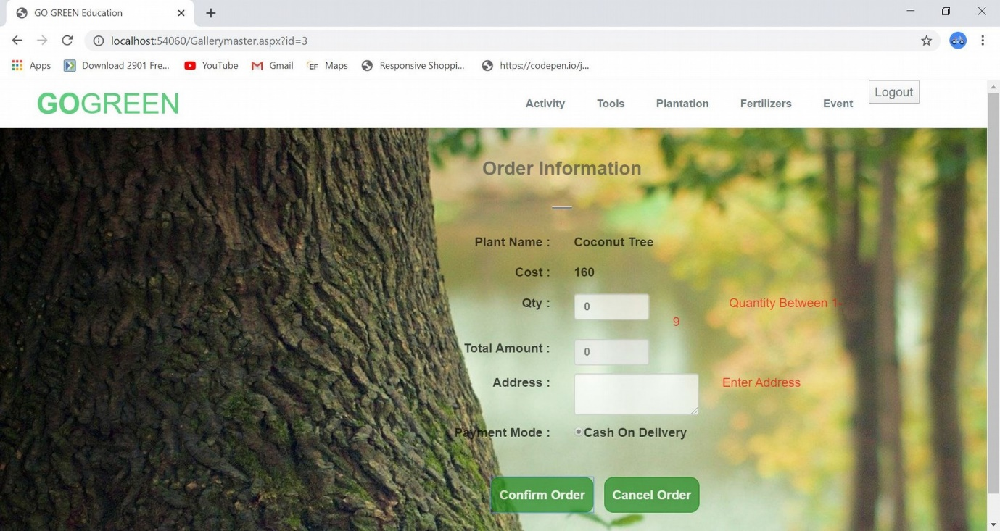 GO GREEN Education
localhost:54060/Gallerymaster.aspx?id=3
Apps Download 2901 Fre... YouTube Gmail EF Maps Responsive Shoppi... https://codepen.io/j...
GOGREEN Activity Tools Plantation Fertilizers Event Logout
Order Information
Plant Name : Coconut Tree
Cost : 160
Qty : 0 Quantity Between 1-
9
Total Amount : 0
Address : Enter Address
Payment Mode : Cash On Delivery
Confirm Order Cancel Order